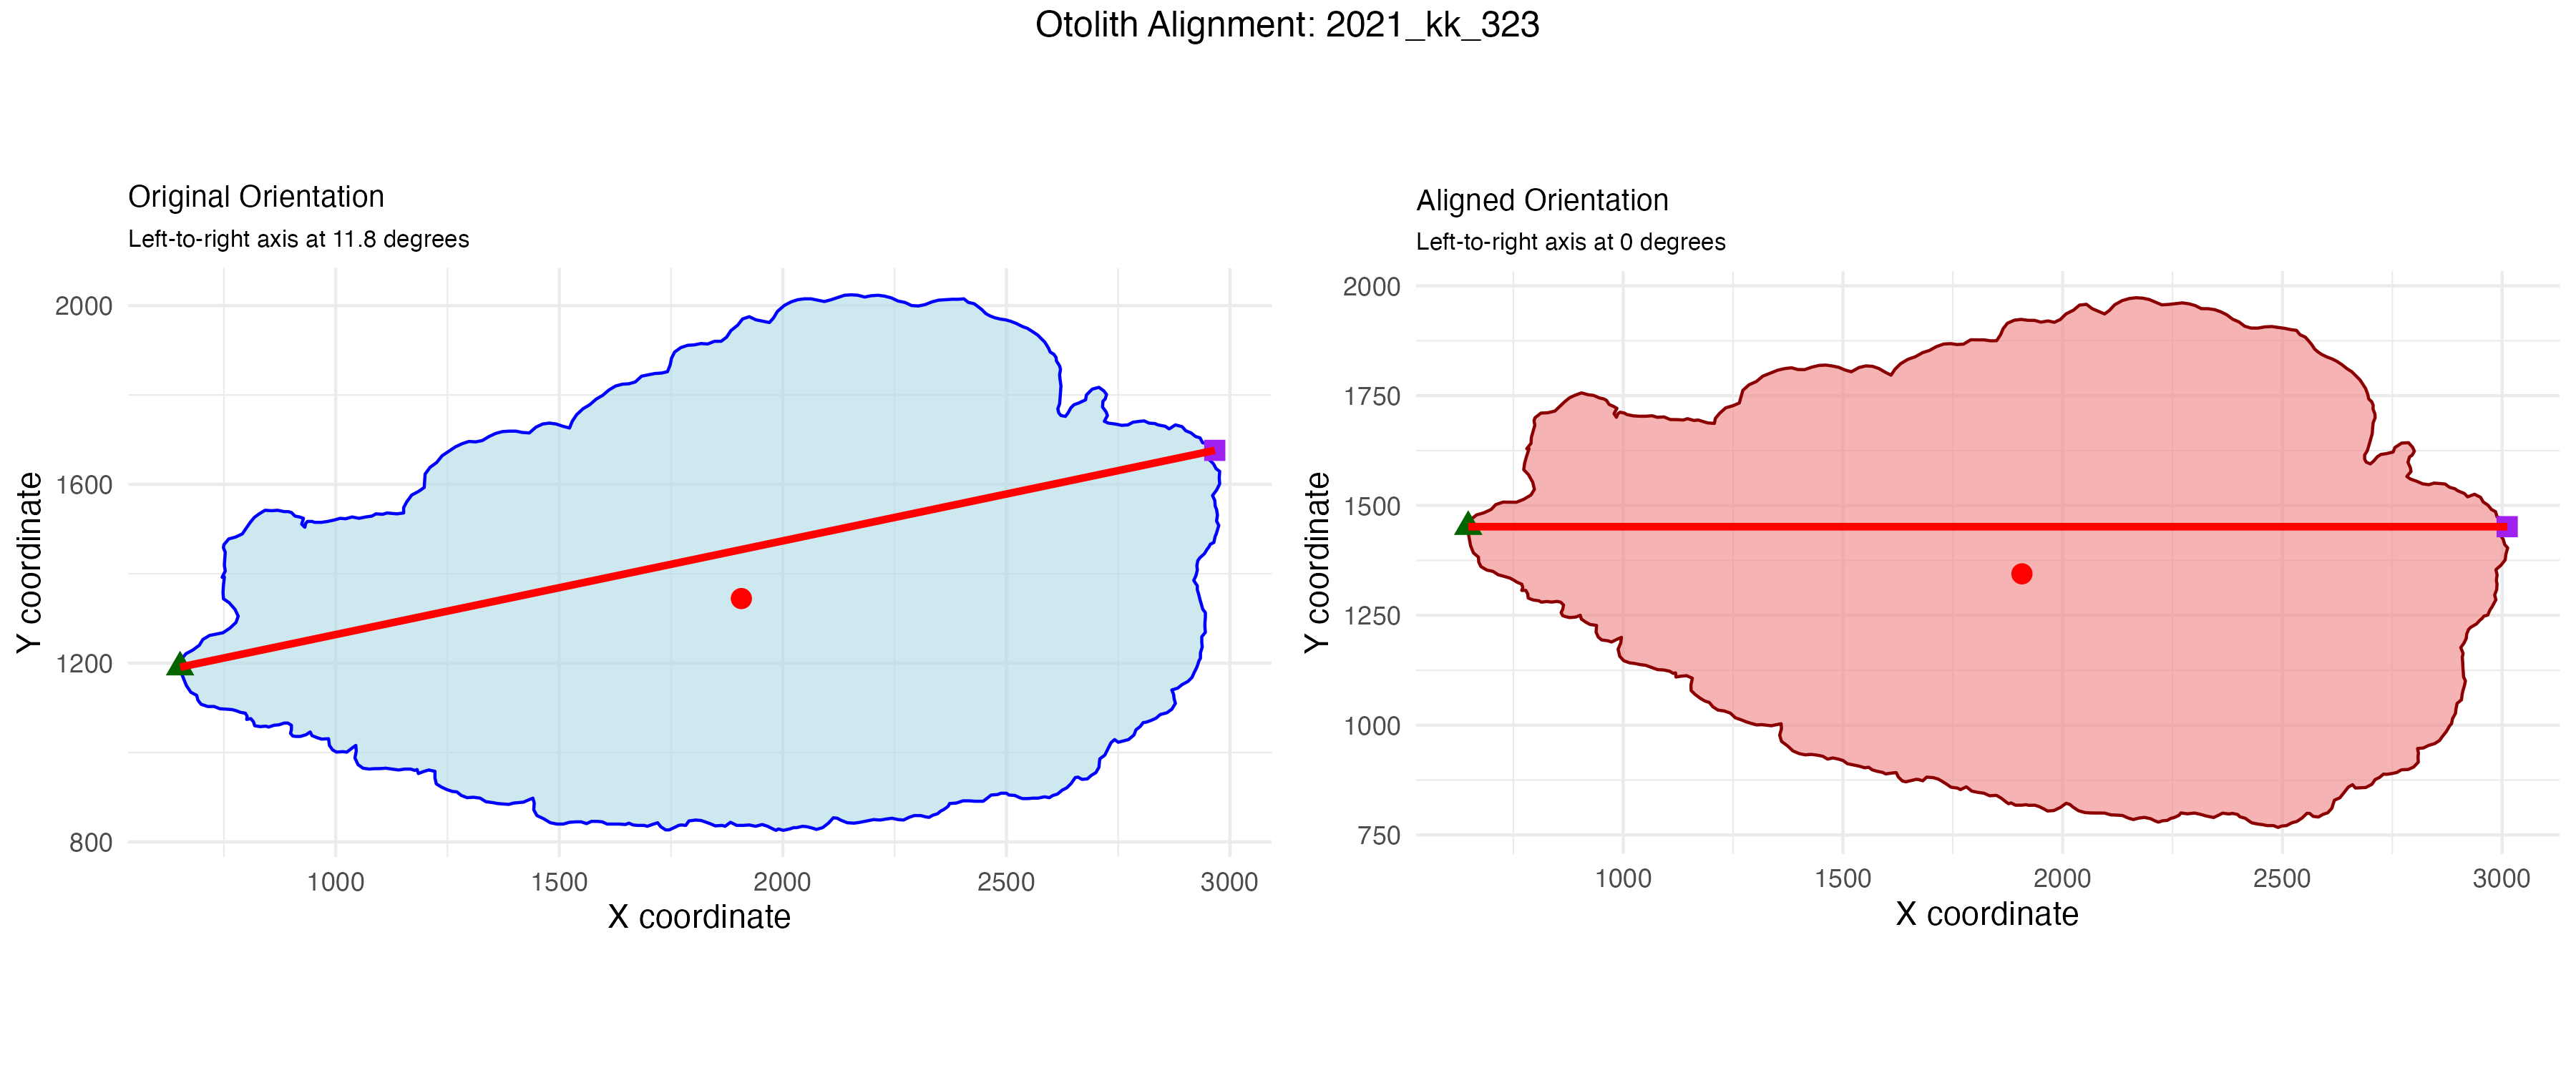 Otolith Alignment: 2021_kk_323
Original Orientation
Left-to-right axis at 11.8 degrees
2000
1600
1200
800
Y coordinate
1000 1500 2000 2500 3000
X coordinate
Aligned Orientation
Left-to-right axis at 0 degrees
2000
1750
1500
1250
1000
750
Y coordinate
1000 1500 2000 2500 3000
X coordinate